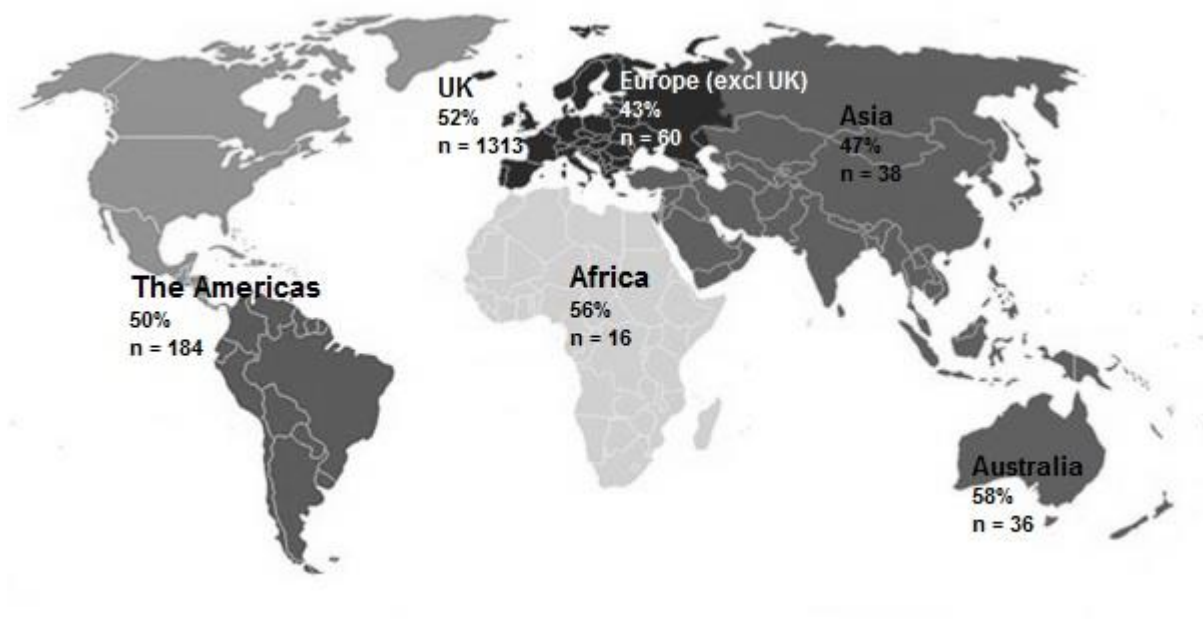 UK
52%
n = 1313
Europe (excl UK)
43%
n = 60
Asia
47%
n = 38
The Americas
50%
n = 184
Africa
56%
n = 16
Australia
58%
n = 36